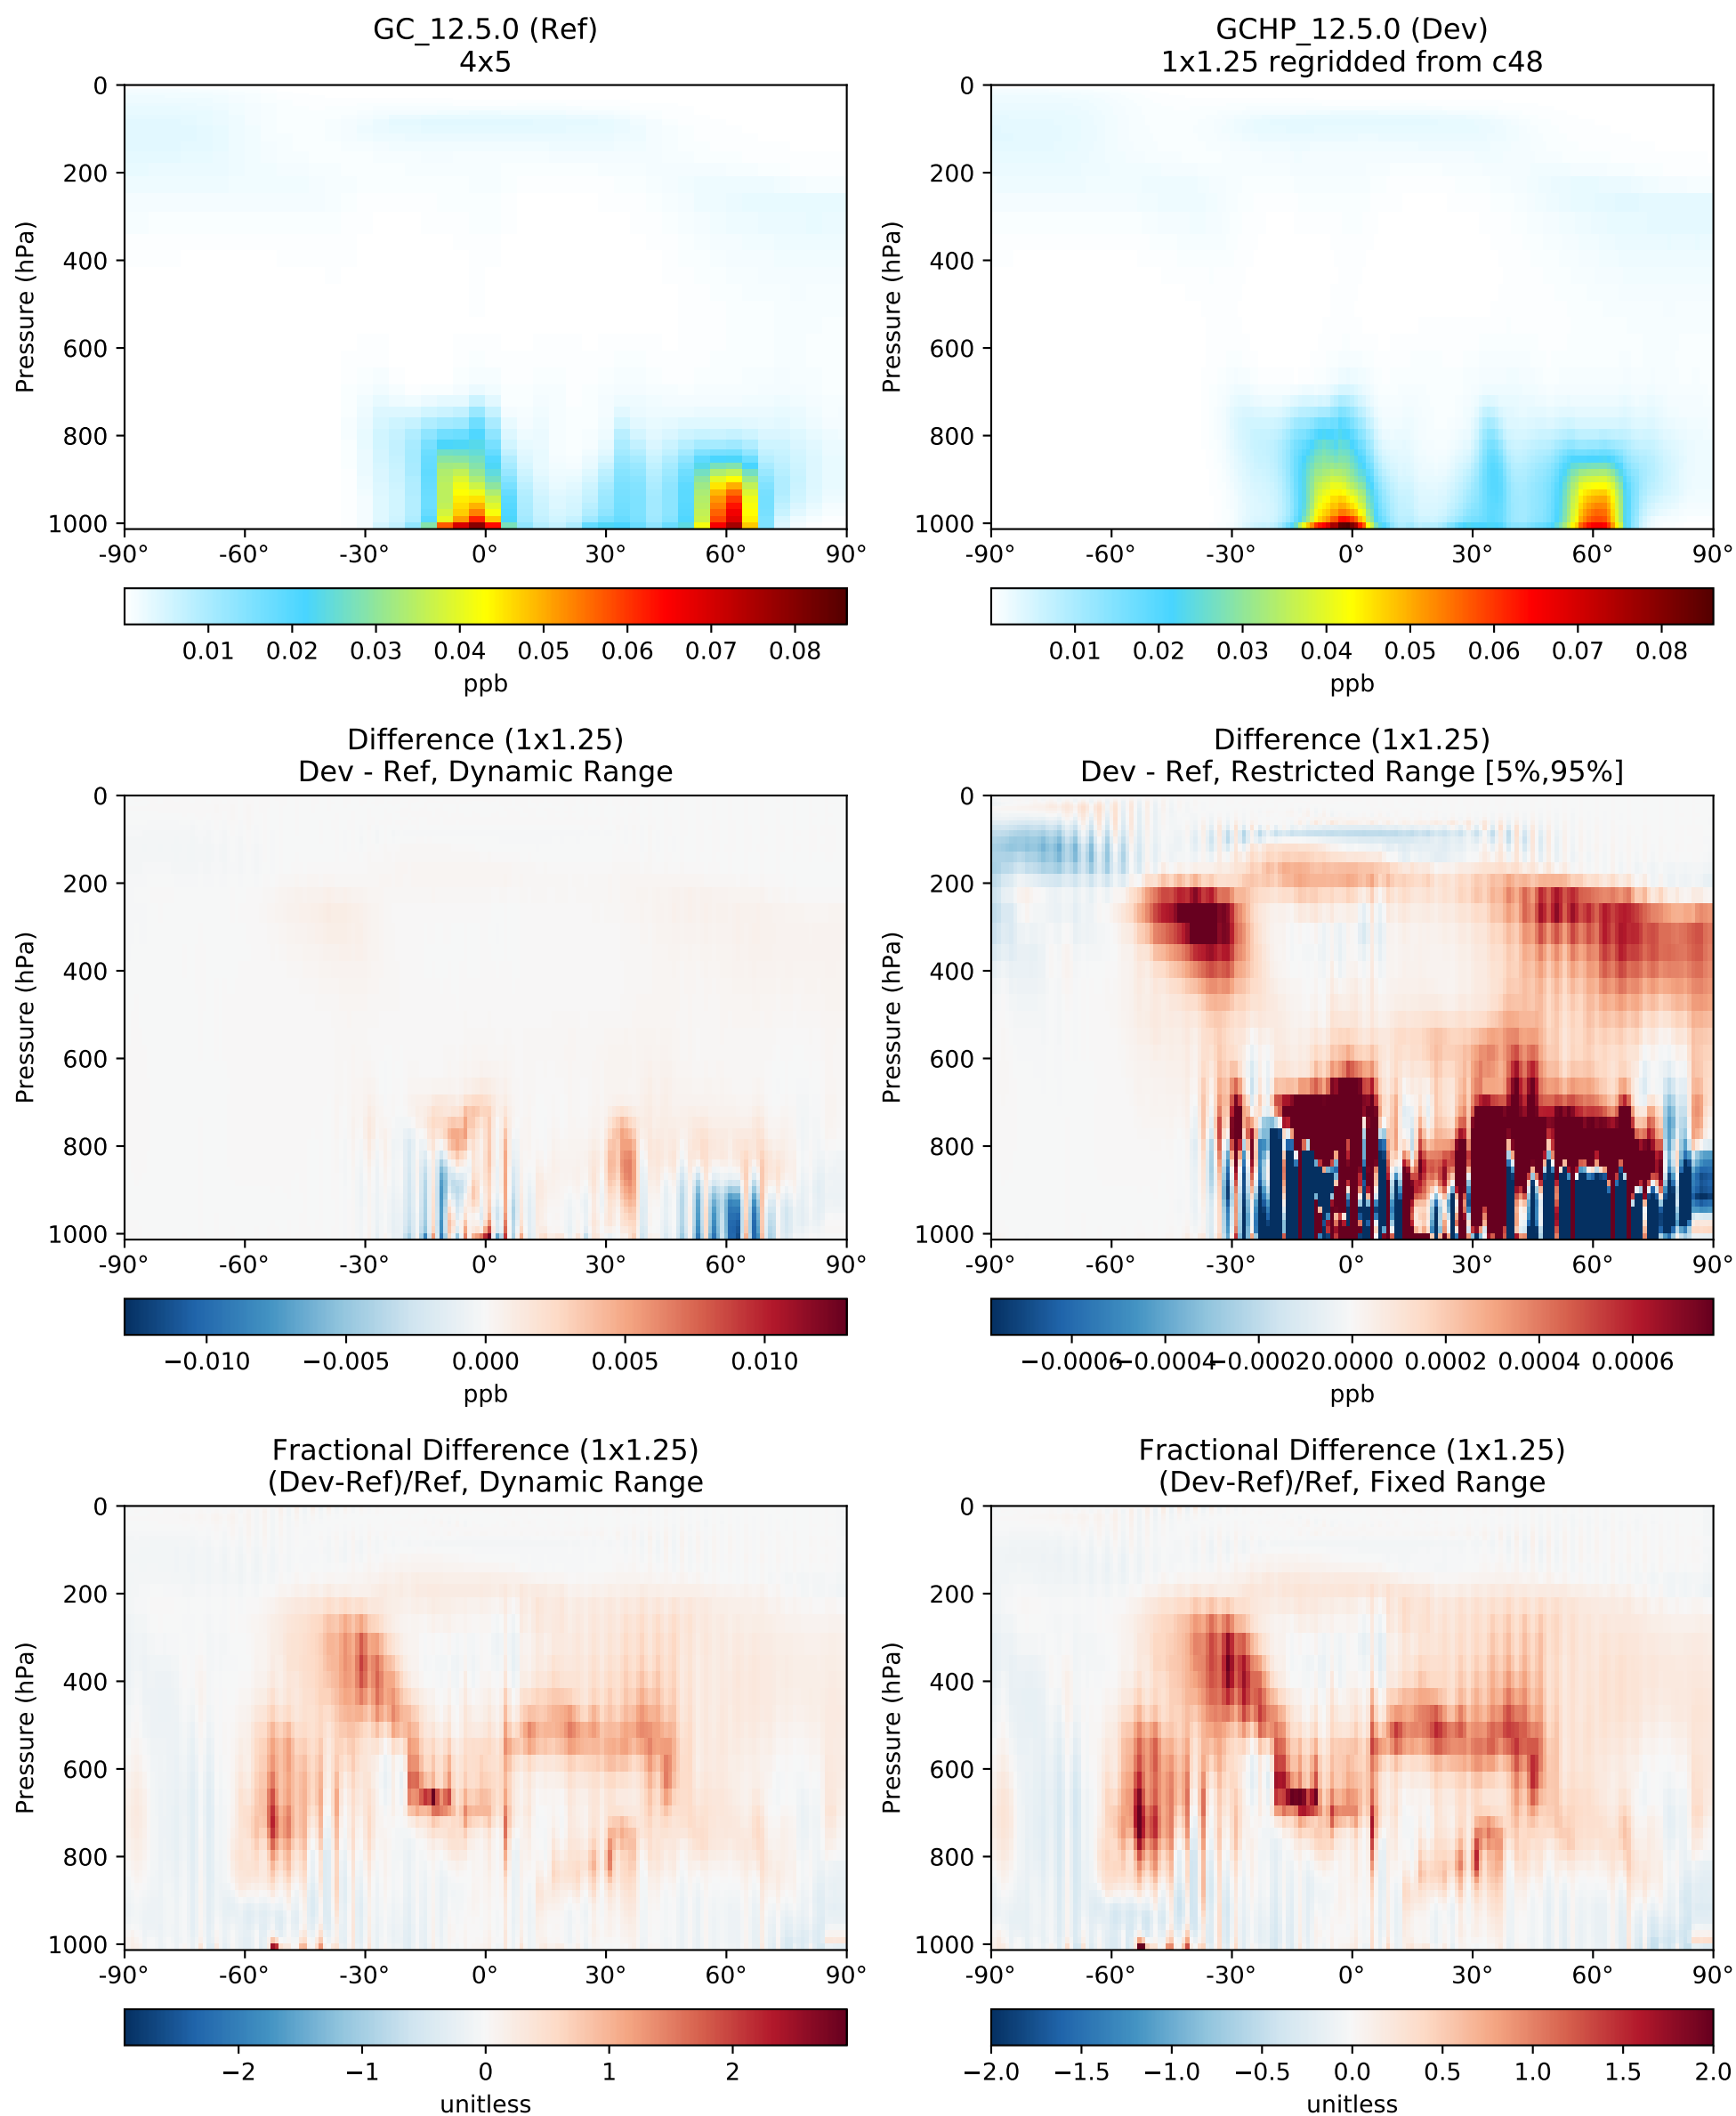 GC_12.5.0 (Ref)
4x5
0
200
400
600
800
1000
Pressure (hPa)
-90° -60° -30° 0° 30° 60° 90°
0.01 0.02 0.03 0.04 0.05 0.06 0.07 0.08
ppb
GCHP_12.5.0 (Dev)
1x1.25 regridded from c48
0
200
400
600
800
1000
Pressure (hPa)
-90° -60° -30° 0° 30° 60° 90°
0.01 0.02 0.03 0.04 0.05 0.06 0.07 0.08
ppb
Difference (1x1.25)
Dev - Ref, Dynamic Range
0
200
400
600
800
1000
Pressure (hPa)
-90° -60° -30° 0° 30° 60° 90°
−0.010 −0.005 0.000 0.005 0.010
ppb
Difference (1x1.25)
Dev - Ref, Restricted Range [5%,95%]
0
200
400
600
800
1000
Pressure (hPa)
-90° -60° -30° 0° 30° 60° 90°
−0.0006 −0.0004 −0.0002 0.0000 0.0002 0.0004 0.0006
ppb
Fractional Difference (1x1.25)
(Dev-Ref)/Ref, Dynamic Range
0
200
400
600
800
1000
Pressure (hPa)
-90° -60° -30° 0° 30° 60° 90°
−2 −1 0 1 2
unitless
Fractional Difference (1x1.25)
(Dev-Ref)/Ref, Fixed Range
0
200
400
600
800
1000
Pressure (hPa)
-90° -60° -30° 0° 30° 60° 90°
−2.0 −1.5 −1.0 −0.5 0.0 0.5 1.0 1.5 2.0
unitless